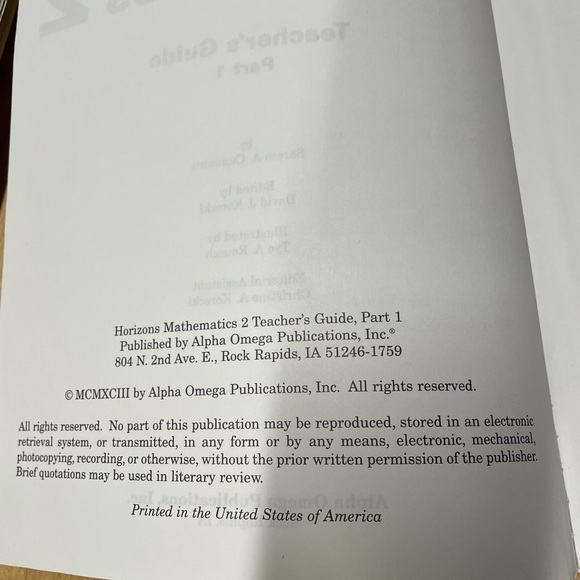 Horizons Mathematics 2 Teacher's Guide, Part 1
Published by Alpha Omega Publications, Inc.®
804 N. 2nd Ave. E., Rock Rapids, IA 51246-1759
© MCMXCIII by Alpha Omega Publications, Inc. All rights reserved.
All rights reserved. No part of this publication may be reproduced, stored in an electronic
retrieval system, or transmitted, in any form or by any means, electronic, mechanical,
photocopying, recording, or otherwise, without the prior written permission of the publisher.
Brief quotations may be used in literary review.
Printed in the United States of America